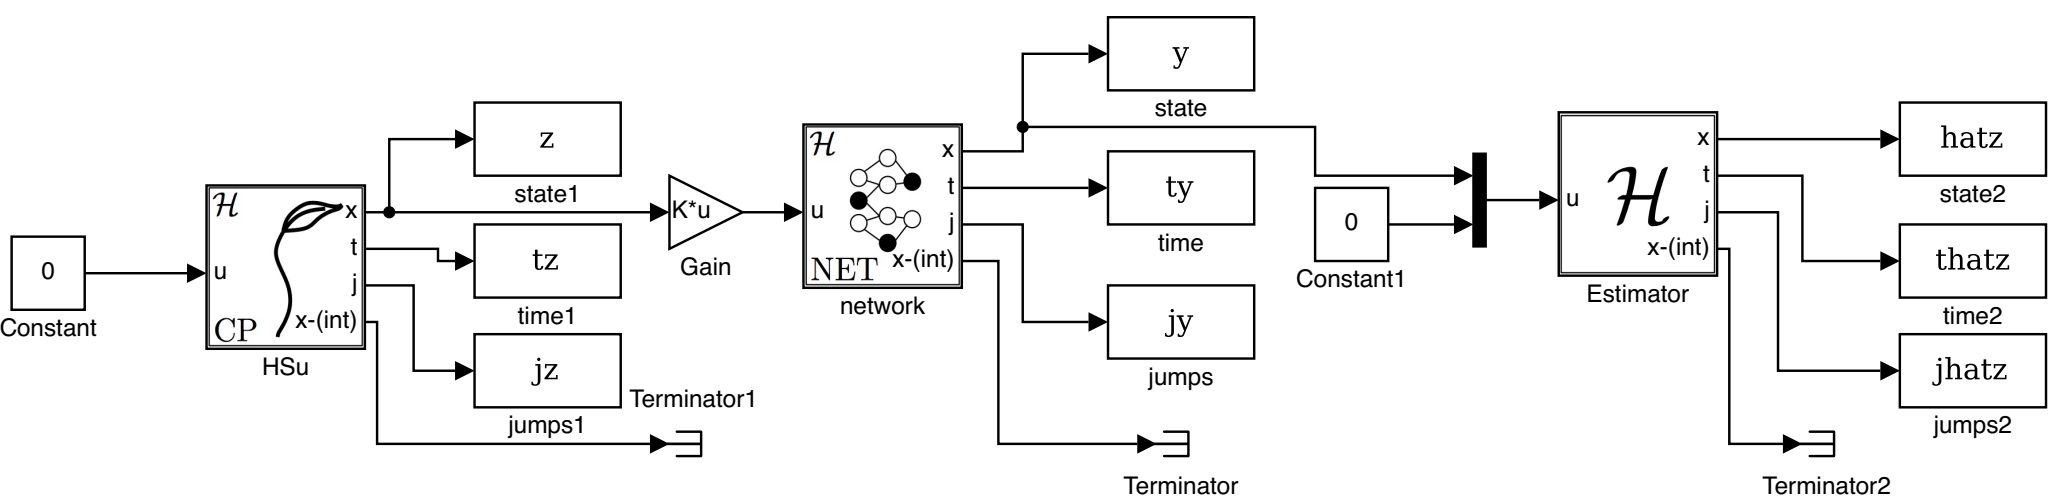 0
Constant
ℋ
u
CP
x
t
j
x-(int)
HSu
z
state1
tz
time1
jz
jumps1
Terminator1
K*u
Gain
ℋ
u
NET
x
t
j
x-(int)
network
y
state
ty
time
jy
jumps
Terminator
0
Constant1
u
ℋ
x
t
j
x-(int)
Estimator
hatz
state2
thatz
time2
jhatz
jumps2
Terminator2